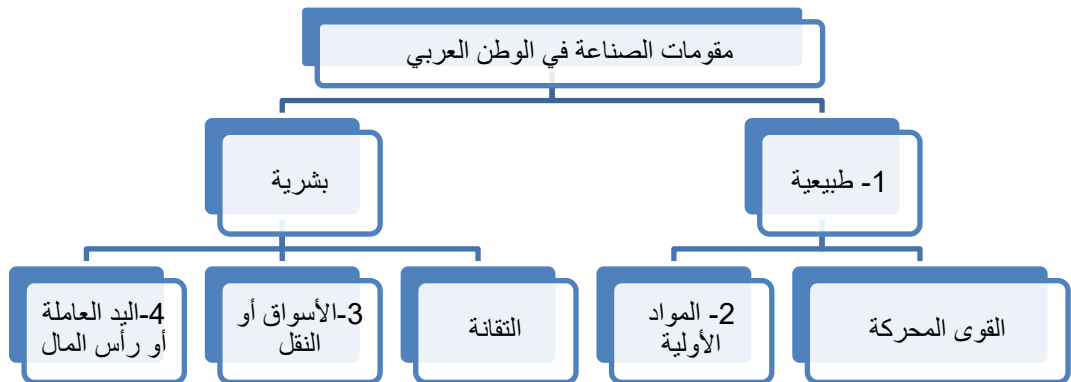 مقومات الصناعة في الوطن العربي
1- طبيعية
بشرية
القوى المحركة
2- المواد
الأولية
التقانة
3-الأسواق أو
النقل
4-اليد العاملة
أو رأس المال